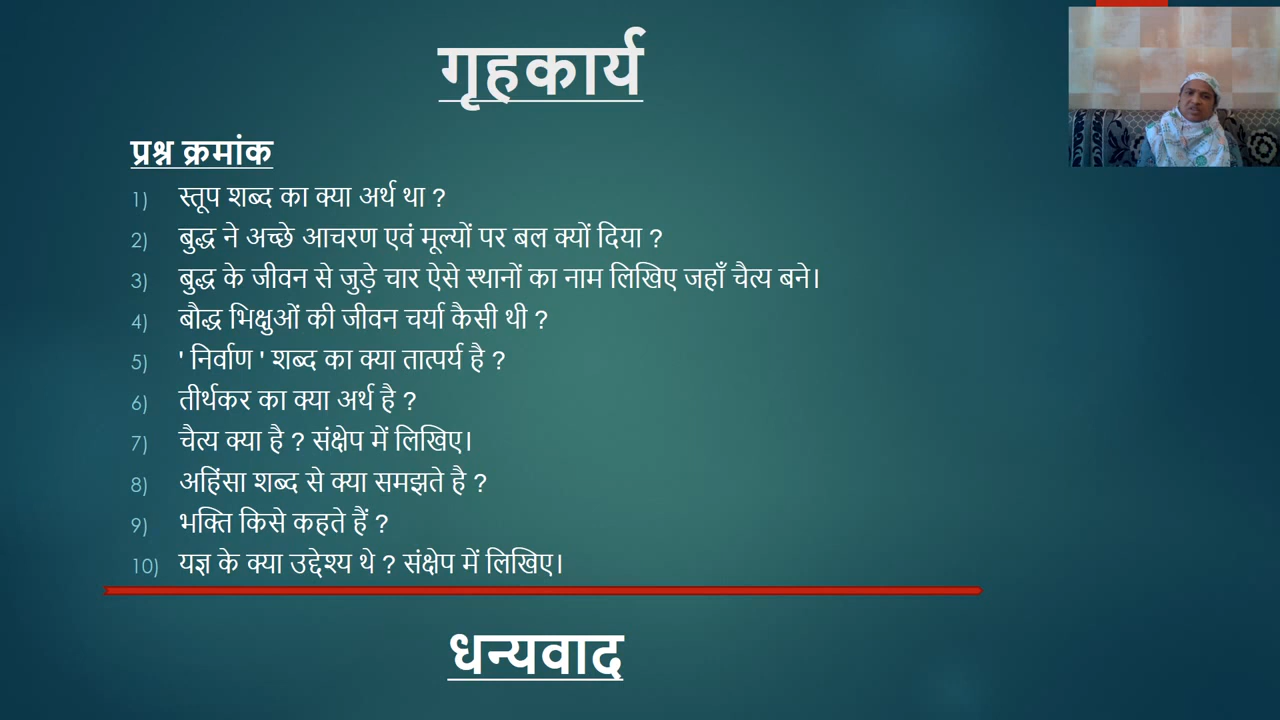 गृहकार्य
प्रश्न क्रमांक
1) स्तूप शब्द का क्या अर्थ था ?
2) बुद्ध ने अच्छे आचरण एवं मूल्यों पर बल क्यों दिया ?
3) बुद्ध के जीवन से जुड़े चार ऐसे स्थानों का नाम लिखिए जहाँ चैत्य बने।
4) बौद्ध भिक्षुओं की जीवन चर्या कैसी थी ?
5) ' निर्वाण ' शब्द का क्या तात्पर्य है ?
6) तीर्थकर का क्या अर्थ है ?
7) चैत्य क्या है ? संक्षेप में लिखिए।
8) अहिंसा शब्द से क्या समझते है ?
9) भक्ति किसे कहते हैं ?
10) यज्ञ के क्या उद्देश्य थे ? संक्षेप में लिखिए।
धन्यवाद